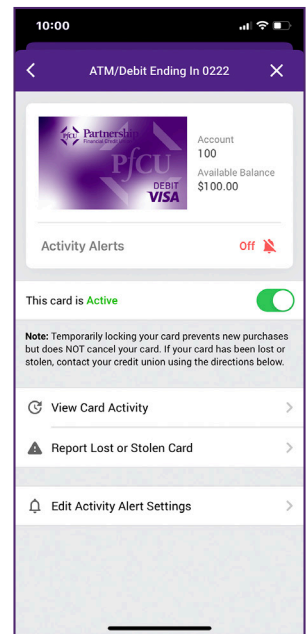 10:00
ATM/Debit Ending In 0222
PfCU Partnership
Financial Credit Union
PfCU
DEBIT
VISA
Account
100
Available Balance
$100.00
Activity Alerts
Off
This card is Active
Note: Temporarily locking your card prevents new purchases
but does NOT cancel your card. If your card has been lost or
stolen, contact your credit union using the directions below.
View Card Activity
Report Lost or Stolen Card
Edit Activity Alert Settings